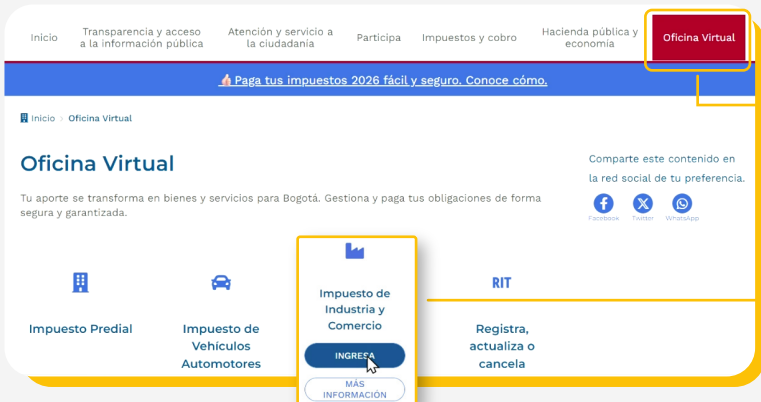 Inicio
Transparencia y acceso
a la información pública
Atención y servicio a
la ciudadanía
Participa
Impuestos y cobro
Hacienda pública y
economía
Oficina Virtual
Paga tus impuestos 2026 fácil y seguro. Conoce cómo.
Inicio > Oficina Virtual
Oficina Virtual
Tu aporte se transforma en bienes y servicios para Bogotá. Gestiona y paga tus obligaciones de forma
segura y garantizada.
Comparte este contenido en
la red social de tu preferencia.
Facebook Twitter WhatsApp
Impuesto Predial
Impuesto de
Vehículos
Automotores
Impuesto de
Industria y
Comercio
INGRESA
MÁS
INFORMACIÓN
RIT
Registra,
actualiza o
cancela